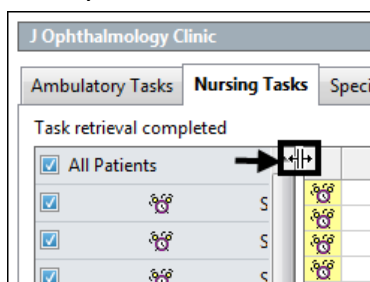 J Ophthalmology Clinic
Ambulatory Tasks Nursing Tasks Speci
Task retrieval completed
All Patients
S
S
S